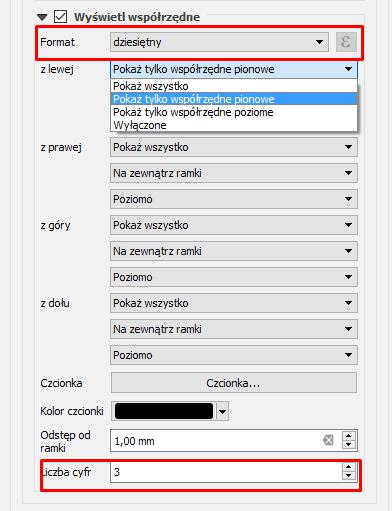 Wyświetl współrzędne
Format dziesiętny ε
z lewej Pokaż tylko współrzędne pionowe
Pokaż wszystko
Pokaż tylko współrzędne pionowe
Pokaż tylko współrzędne poziome
Wyłączone
z prawej Pokaż wszystko
Na zewnątrz ramki
Poziomo
z góry Pokaż wszystko
Na zewnątrz ramki
Poziomo
z dołu Pokaż wszystko
Na zewnątrz ramki
Poziomo
Czcionka Czcionka...
Kolor czcionki
Odstęp od
ramki 1,00 mm
Liczba cyfr 3